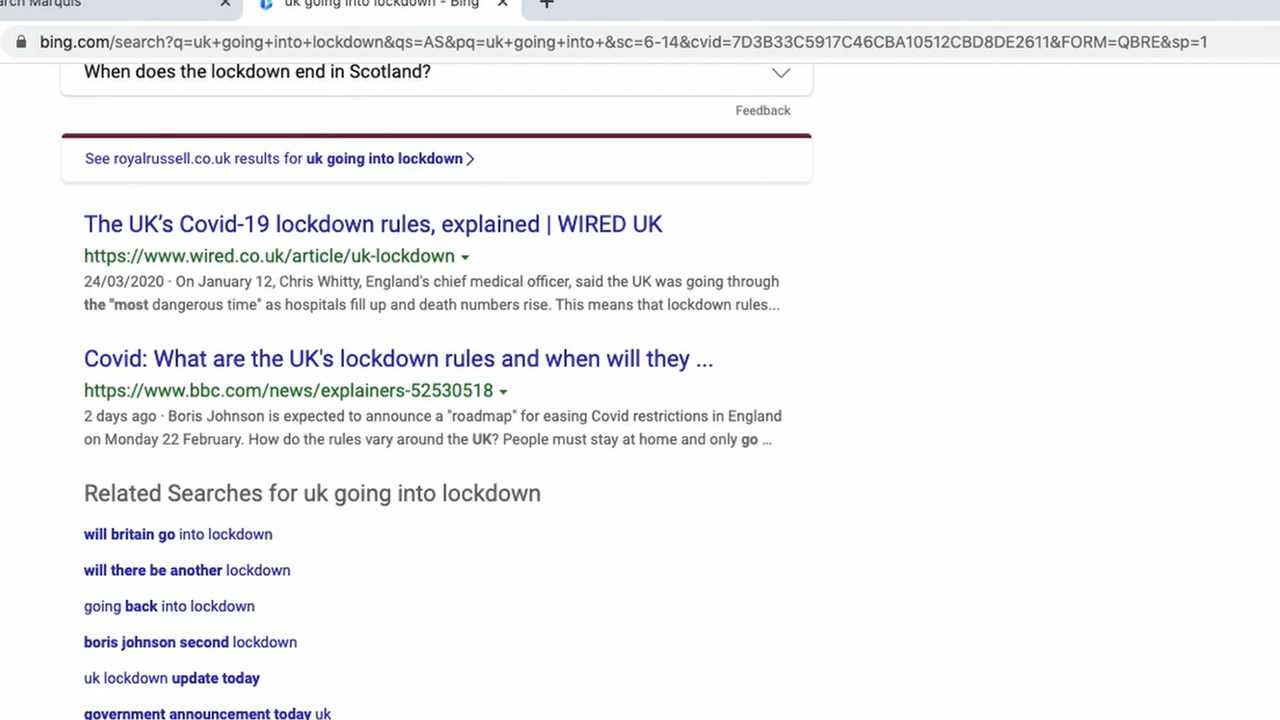 arch Marquis
uk going into lockdown - Bing
bing.com/search?q=uk+going+into+lockdown&qs=AS&pq=uk+going+into+&sc=6-14&cvid=7D3B33C5917C46CBA10512CBD8DE2611&FORM=QBRE&sp=1
When does the lockdown end in Scotland?
Feedback
See royalrussell.co.uk results for uk going into lockdown
The UK's Covid-19 lockdown rules, explained | WIRED UK
https://www.wired.co.uk/article/uk-lockdown
24/03/2020 · On January 12, Chris Whitty, England's chief medical officer, said the UK was going through
the "most dangerous time" as hospitals fill up and death numbers rise. This means that lockdown rules...
Covid: What are the UK's lockdown rules and when will they ...
https://www.bbc.com/news/explainers-52530518
2 days ago · Boris Johnson is expected to announce a "roadmap" for easing Covid restrictions in England
on Monday 22 February. How do the rules vary around the UK? People must stay at home and only go ...
Related Searches for uk going into lockdown
will britain go into lockdown
will there be another lockdown
going back into lockdown
boris johnson second lockdown
uk lockdown update today
government announcement today uk